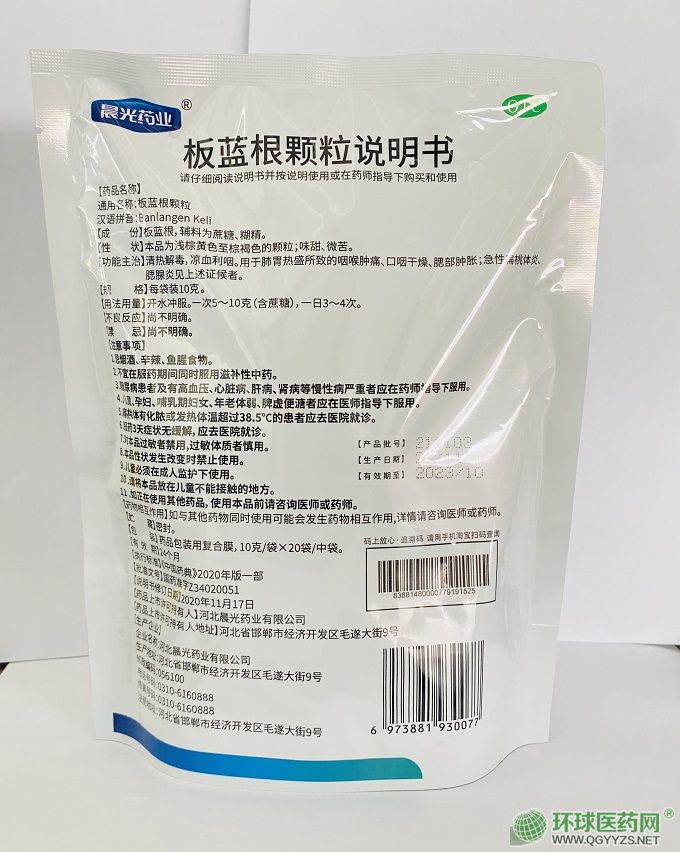 晨光药业®
OTC
板蓝根颗粒说明书
请仔细阅读说明书并按说明使用或在药师指导下购买和使用
【药品名称】
通用名称:板蓝根颗粒
汉语拼音:Banlangen Keli
【成 份】板蓝根,辅料为蔗糖、糊精。
【性 状】本品为浅棕黄色至棕褐色的颗粒;味甜、微苦。
【功能主治】清热解毒,凉血利咽。用于肺胃热盛所致的咽喉肿痛、口咽干燥、腮部肿胀;急性扁桃体炎、
腮腺炎见上述证候者。
【规 格】每袋装10克。
【用法用量】开水冲服。一次5~10克(含蔗糖),一日3~4次。
【不良反应】尚不明确。
【禁 忌】尚不明确。
【注意事项】
1.忌烟酒、辛辣、鱼腥食物。
2.不宜在服药期间同时服用滋补性中药。
3.糖尿病患者及有高血压、心脏病、肝病、肾病等慢性病严重者应在药师指导下服用。
4.儿童、孕妇、哺乳期妇女、年老体弱、脾虚便溏者应在医师指导下服用。
5.扁桃体有化脓或发热体温超过38.5℃的患者应去医院就诊。
6.服药3天症状无缓解,应去医院就诊。
7.对本品过敏者禁用,过敏体质者慎用。
8.本品性状发生改变时禁止使用。
9.儿童必须在成人监护下使用。
10.请将本品放在儿童不能接触的地方。
11.如正在使用其他药品,使用本品前请咨询医师或药师。
【药物相互作用】如与其他药物同时使用可能会发生药物相互作用,详情请咨询医师或药师。
【贮 藏】密封。
【包 装】药品包装用复合膜,10克/袋×20袋/中袋。
【有 效 期】24个月
【执行标准】《中国药典》2020年版一部
【批准文号】国药准字Z34020051
【说明书修订日期】2020年11月17日
【药品上市许可持有人】河北晨光药业有限公司
【药品上市许可持有人地址】河北省邯郸市经济开发区毛遂大街9号
【生产企业】
企业名称:河北晨光药业有限公司
生产地址:河北省邯郸市经济开发区毛遂大街9号
邮政编码:056100
电话号码:0310-6160888
传真号码:0310-6160888
注册地址:河北省邯郸市经济开发区毛遂大街9号
【产品批号】
【生产日期】
【有效期至】2023/10
码上放心·追溯码 请用手机淘宝扫码查询
83881480000779191525
6 973881 930077
环球医药网®
WWW.QGYYZS.NET